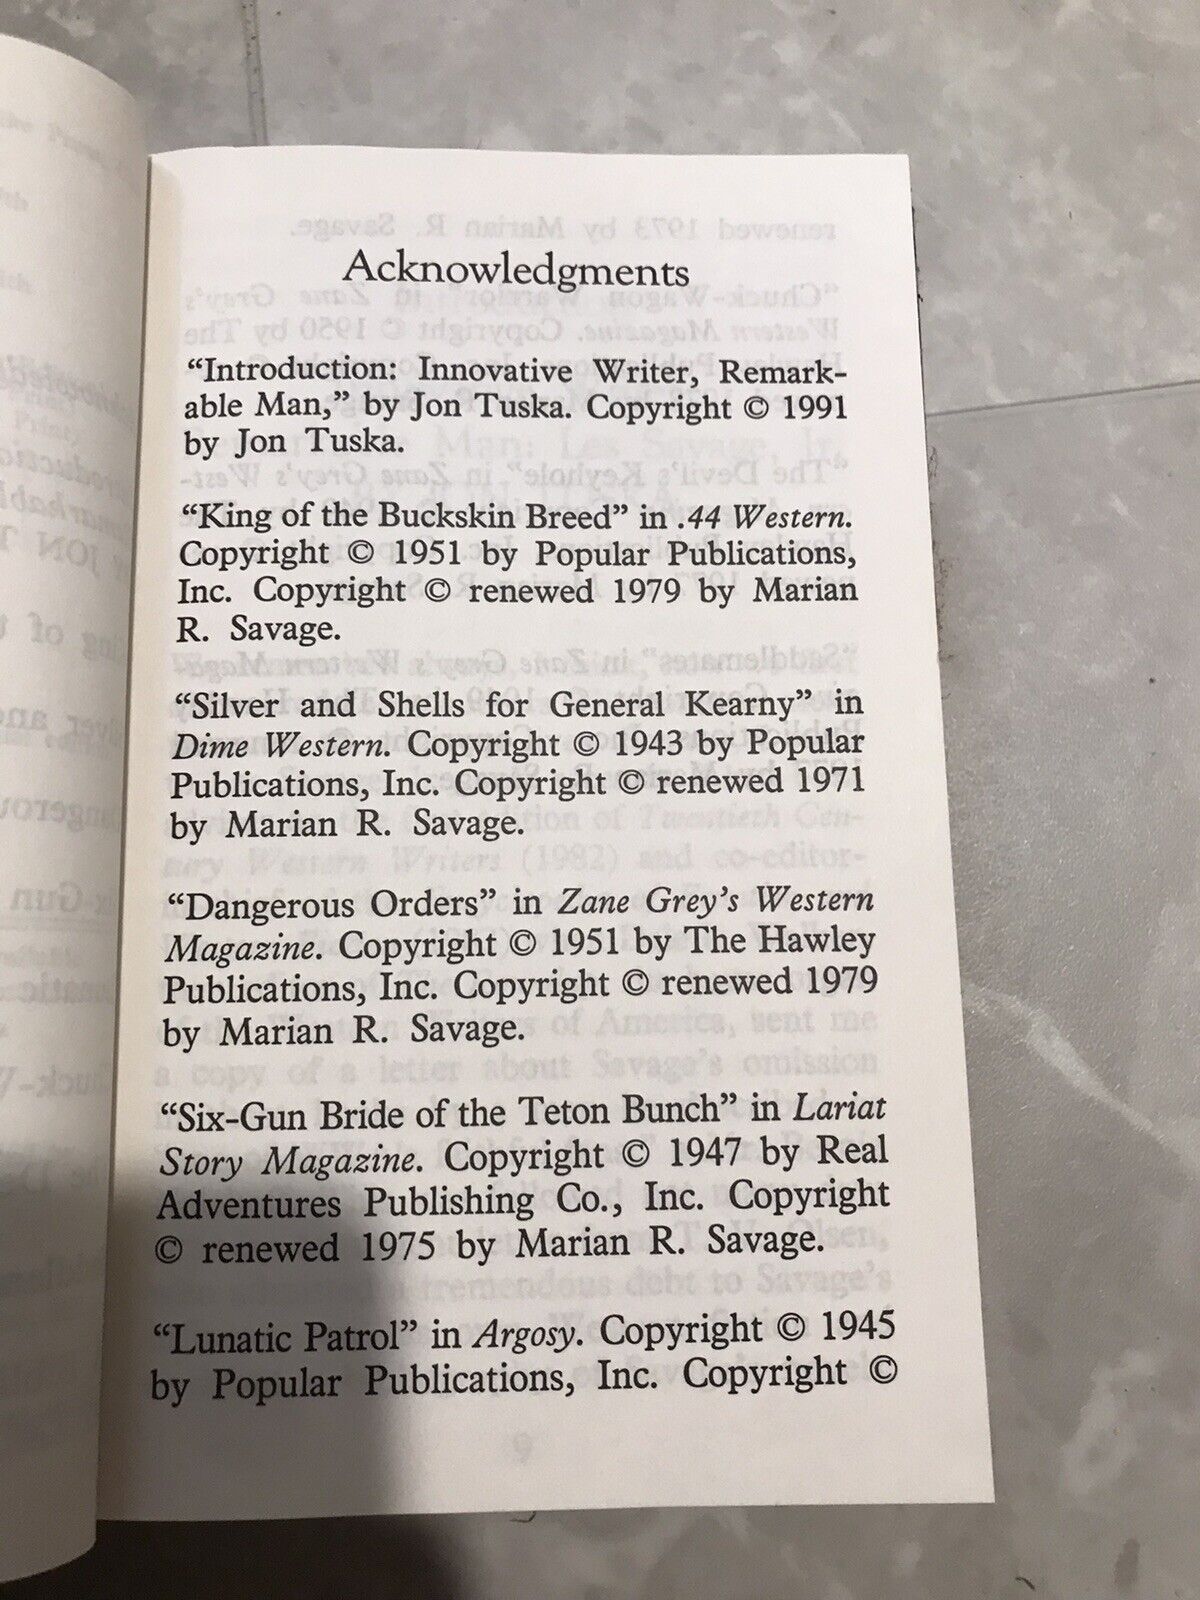 Acknowledgments
“Introduction: Innovative Writer, Remark-
able Man,” by Jon Tuska. Copyright © 1991
by Jon Tuska.
“King of the Buckskin Breed” in .44 Western.
Copyright © 1951 by Popular Publications,
Inc. Copyright © renewed 1979 by Marian
R. Savage.
“Silver and Shells for General Kearny” in
Dime Western. Copyright © 1943 by Popular
Publications, Inc. Copyright © renewed 1971
by Marian R. Savage.
“Dangerous Orders” in Zane Grey’s Western
Magazine. Copyright © 1951 by The Hawley
Publications, Inc. Copyright © renewed 1979
by Marian R. Savage.
“Six-Gun Bride of the Teton Bunch” in Lariat
Story Magazine. Copyright © 1947 by Real
Adventures Publishing Co., Inc. Copyright
© renewed 1975 by Marian R. Savage.
“Lunatic Patrol” in Argosy. Copyright © 1945
by Popular Publications, Inc. Copyright ©